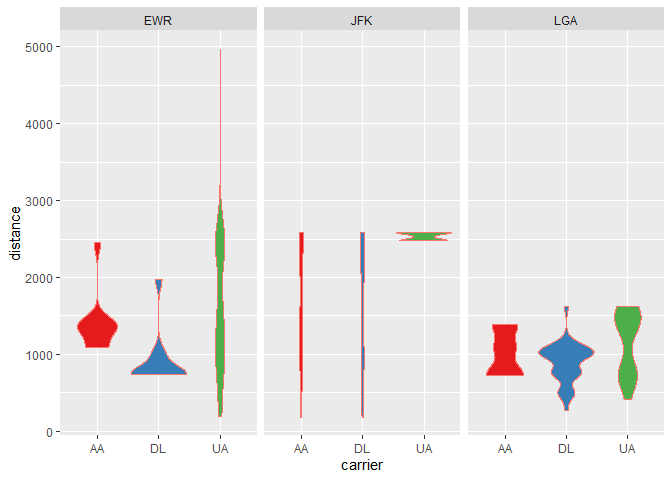 EWR JFK LGA
5000
4000
3000
2000
1000
0
distance
AA DL UA AA DL UA AA DL UA
carrier